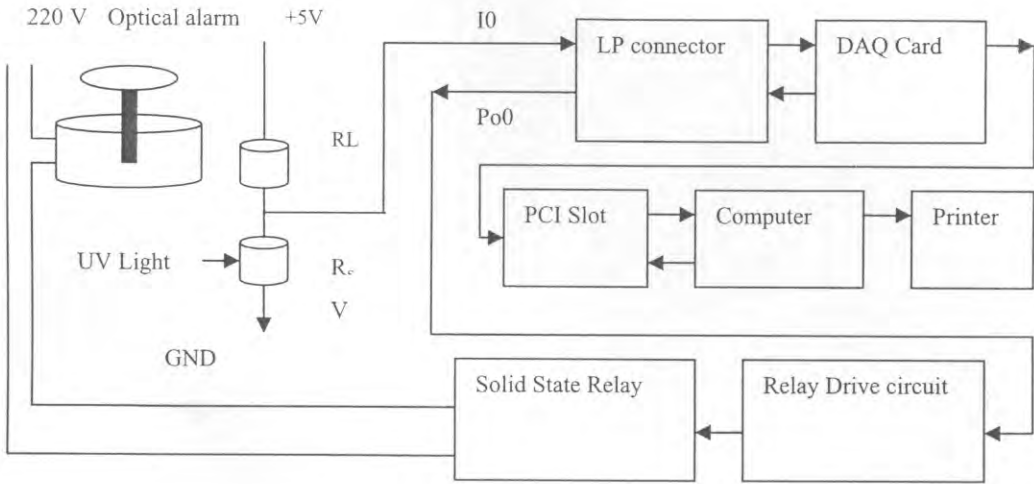 220 V Optical alarm +5V
I0
LP connector
DAQ Card
Po0
RL
PCI Slot
Computer
Printer
UV Light
V
GND
Solid State Relay
Relay Drive circuit